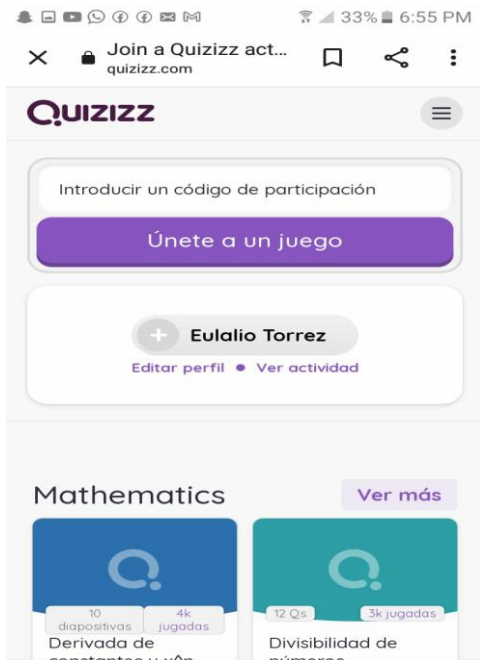 33% 6:55 PM
Join a Quizizz act...
quizizz.com
QUIZIZZ
Introducir un código de participación
Únete a un juego
Eulalio Torrez
Editar perfil • Ver actividad
Mathematics
Ver más
10 diapositivas
4k jugadas
Derivada de
constantes y x^n
12 Qs
3k jugadas
Divisibilidad de
números